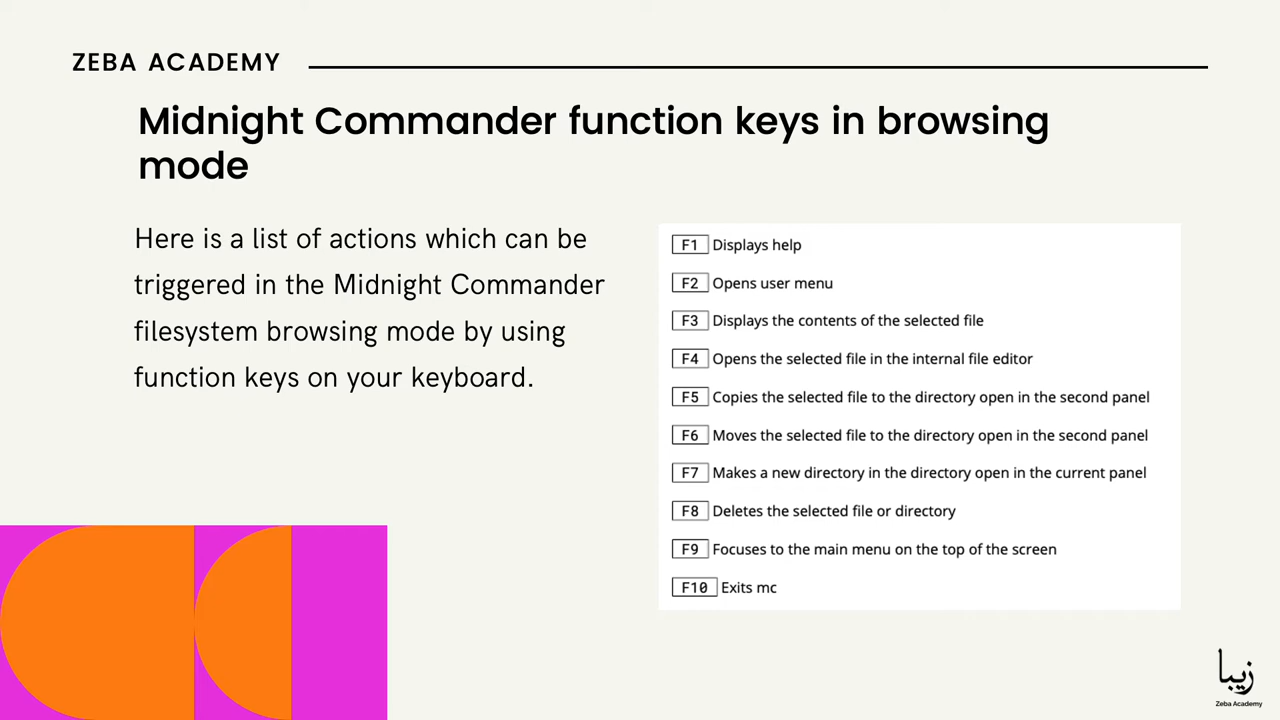 ZEBA ACADEMY
Midnight Commander function keys in browsing
mode
Here is a list of actions which can be
triggered in the Midnight Commander
filesystem browsing mode by using
function keys on your keyboard.
F1 Displays help
F2 Opens user menu
F3 Displays the contents of the selected file
F4 Opens the selected file in the internal file editor
F5 Copies the selected file to the directory open in the second panel
F6 Moves the selected file to the directory open in the second panel
F7 Makes a new directory in the directory open in the current panel
F8 Deletes the selected file or directory
F9 Focuses to the main menu on the top of the screen
F10 Exits mc
زیبا
Zeba Academy